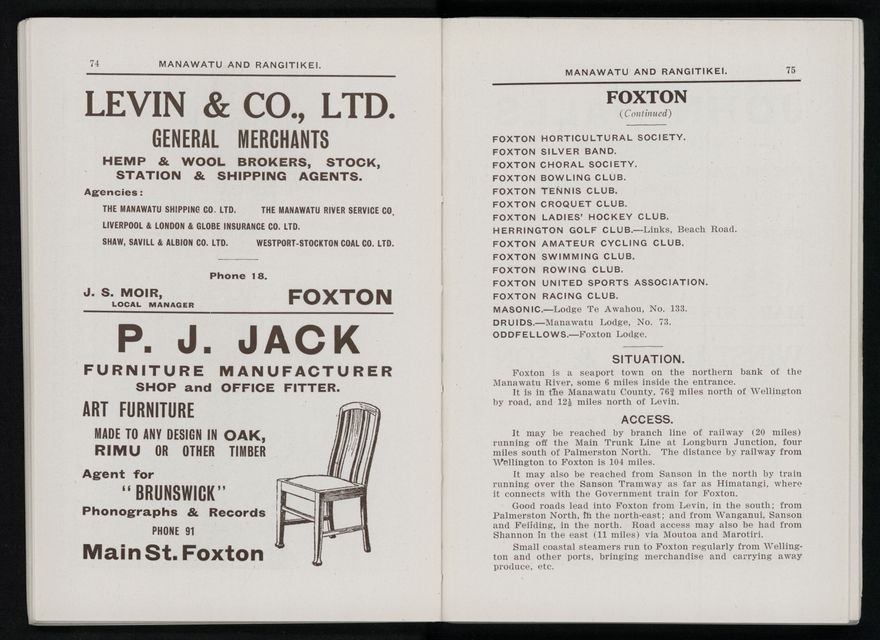 74 MANAWATU AND RANGITIKEI.
LEVIN & CO., LTD.
GENERAL MERCHANTS
HEMP & WOOL BROKERS, STOCK,
STATION & SHIPPING AGENTS.
Agencies:
THE MANAWATU SHIPPING CO. LTD. THE MANAWATU RIVER SERVICE CO.
LIVERPOOL & LONDON & GLOBE INSURANCE CO. LTD.
SHAW, SAVILL & ALBION CO. LTD. WESTPORT-STOCKTON COAL CO. LTD.
Phone 18.
J. S. MOIR,
LOCAL MANAGER
FOXTON
P. J. JACK
FURNITURE MANUFACTURER
SHOP and OFFICE FITTER.
ART FURNITURE
MADE TO ANY DESIGN IN OAK,
RIMU OR OTHER TIMBER
Agent for
"BRUNSWICK"
Phonographs & Records
PHONE 91
Main St. Foxton
MANAWATU AND RANGITIKEI. 75
FOXTON
(Continued)
FOXTON HORTICULTURAL SOCIETY.
FOXTON SILVER BAND.
FOXTON CHORAL SOCIETY.
FOXTON BOWLING CLUB.
FOXTON TENNIS CLUB.
FOXTON CROQUET CLUB.
FOXTON LADIES' HOCKEY CLUB.
HERRINGTON GOLF CLUB.—Links, Beach Road.
FOXTON AMATEUR CYCLING CLUB.
FOXTON SWIMMING CLUB.
FOXTON ROWING CLUB.
FOXTON UNITED SPORTS ASSOCIATION.
FOXTON RACING CLUB.
MASONIC.—Lodge Te Awahou, No. 133.
DRUIDS.—Manawatu Lodge, No. 73.
ODDFELLOWS.—Foxton Lodge.
SITUATION.
Foxton is a seaport town on the northern bank of the
Manawatu River, some 6 miles inside the entrance.
It is in the Manawatu County, 76¾ miles north of Wellington
by road, and 12½ miles north of Levin.
ACCESS.
It may be reached by branch line of railway (20 miles)
running off the Main Trunk Line at Longburn Junction, four
miles south of Palmerston North. The distance by railway from
Wellington to Foxton is 104 miles.
It may also be reached from Sanson in the north by train
running over the Sanson Tramway as far as Himatangi, where
it connects with the Government train for Foxton.
Good roads lead into Foxton from Levin, in the south; from
Palmerston North, in the north-east; and from Wanganui, Sanson
and Feilding, in the north. Road access may also be had from
Shannon in the east (11 miles) via Moutoa and Marotiri.
Small coastal steamers run to Foxton regularly from Welling-
ton and other ports, bringing merchandise and carrying away
produce, etc.